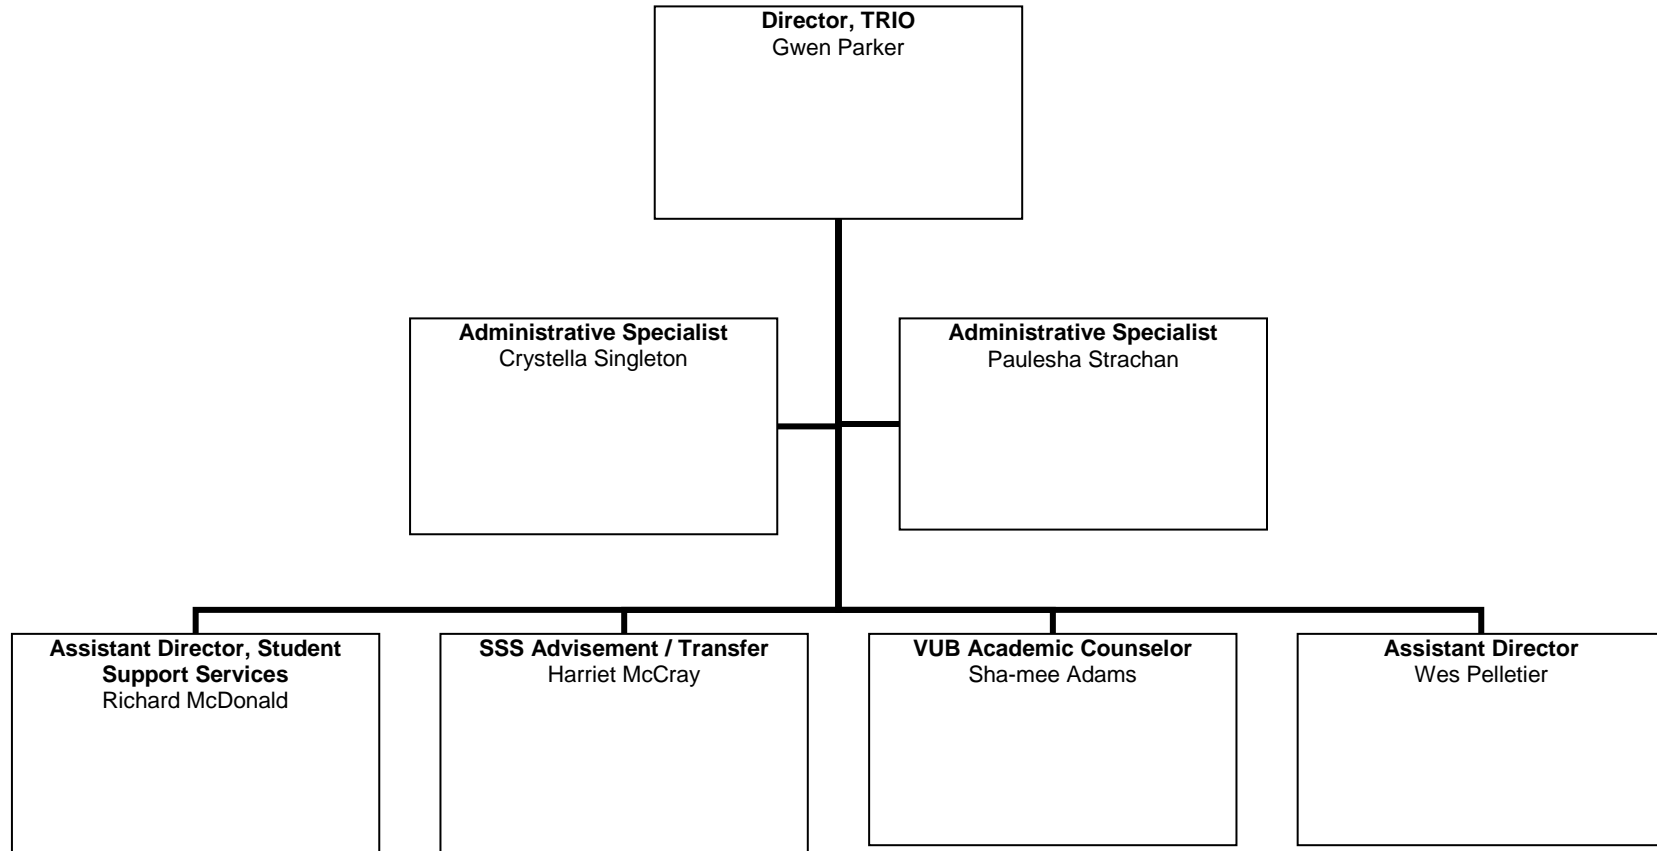 Director, TRIO
Gwen Parker
Administrative Specialist
Crystella Singleton
Administrative Specialist
Paulesha Strachan
Assistant Director, Student
Support Services
Richard McDonald
SSS Advisement / Transfer
Harriet McCray
VUB Academic Counselor
Sha-mee Adams
Assistant Director
Wes Pelletier